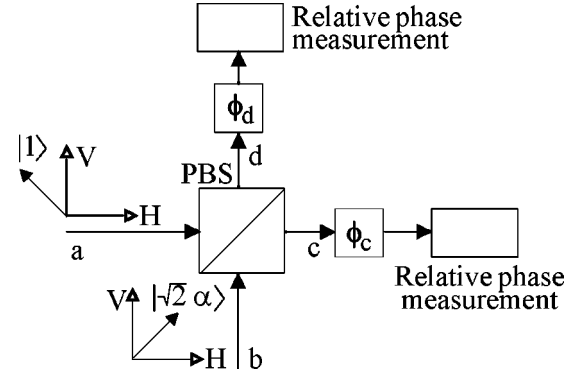 Relative phase
measurement
ϕd
|1⟩
V
d
PBS
H
a
c
ϕc
Relative phase
measurement
V
|√2 α⟩
H
b